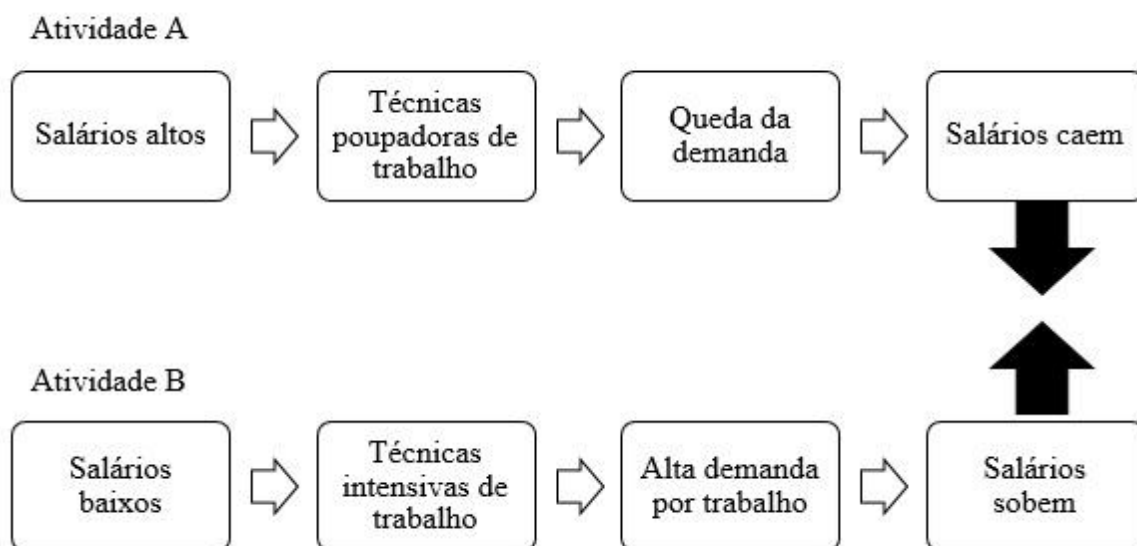 Atividade A
Salários altos
Técnicas
poupadoras de
trabalho
Queda da
demanda
Salários caem
Atividade B
Salários
baixos
Técnicas
intensivas de
trabalho
Alta demanda
por trabalho
Salários
sobem